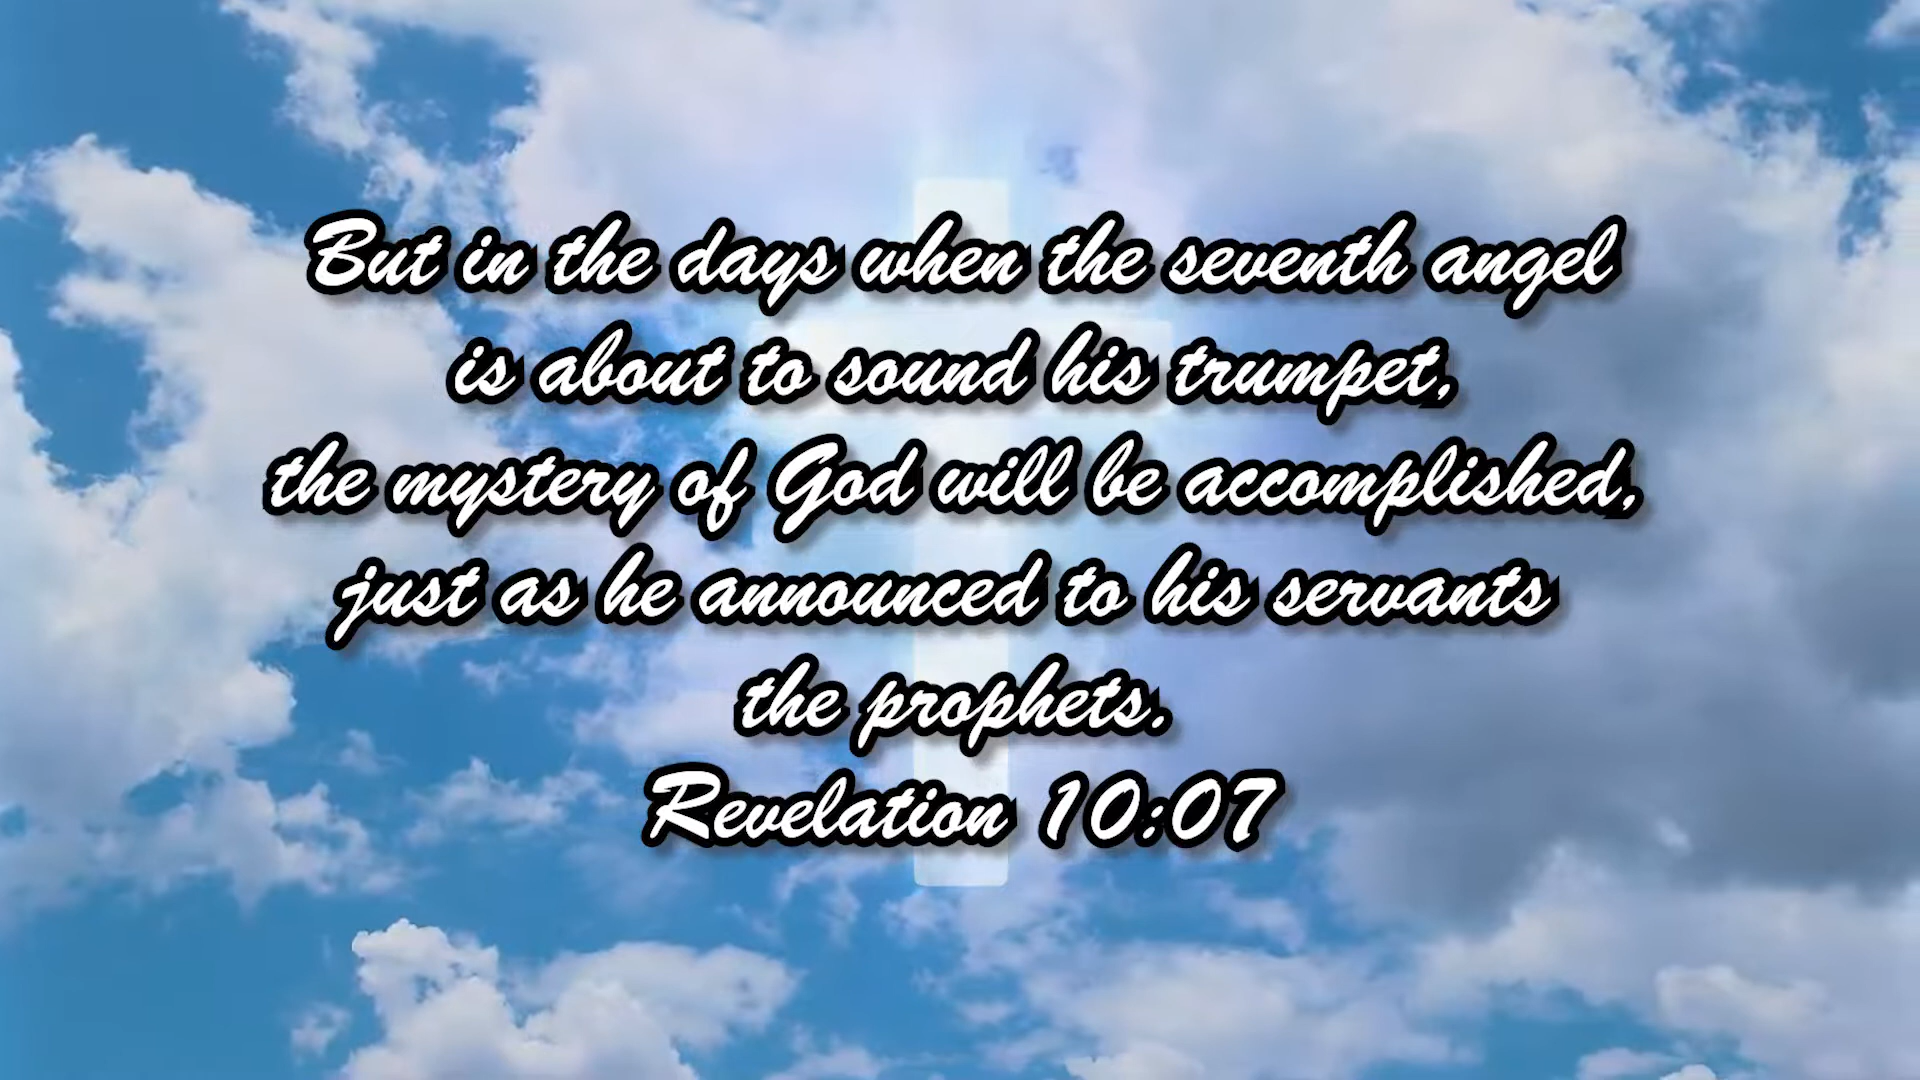 But in the days when the seventh angel
is about to sound his trumpet,
the mystery of God will be accomplished,
just as he announced to his servants
the prophets.
Revelation 10:07